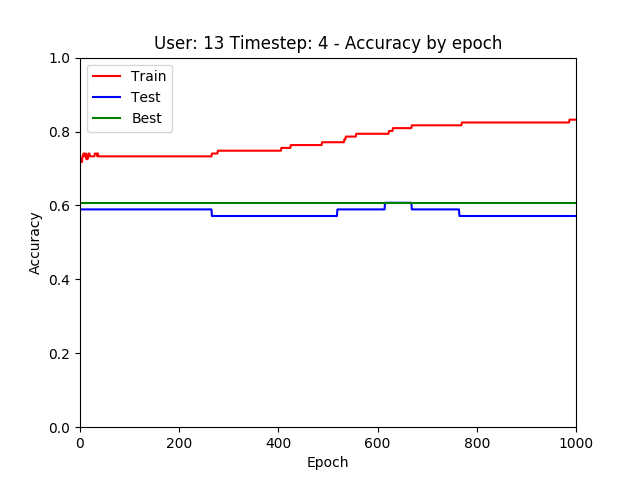 User: 13 Timestep: 4 - Accuracy by epoch
1.0
Train
Test
Best
0.8
0.6
0.4
0.2
0.0
Accuracy
0 200 400 600 800 1000
Epoch